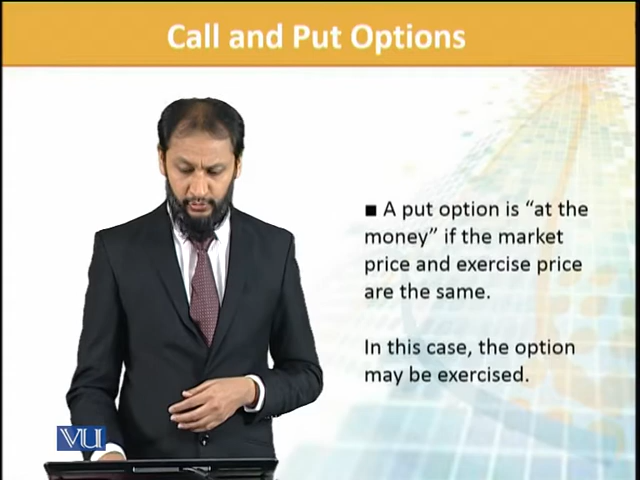 Call and Put Options
■ A put option is “at the
money” if the market
price and exercise price
are the same.
In this case, the option
may be exercised.
VU